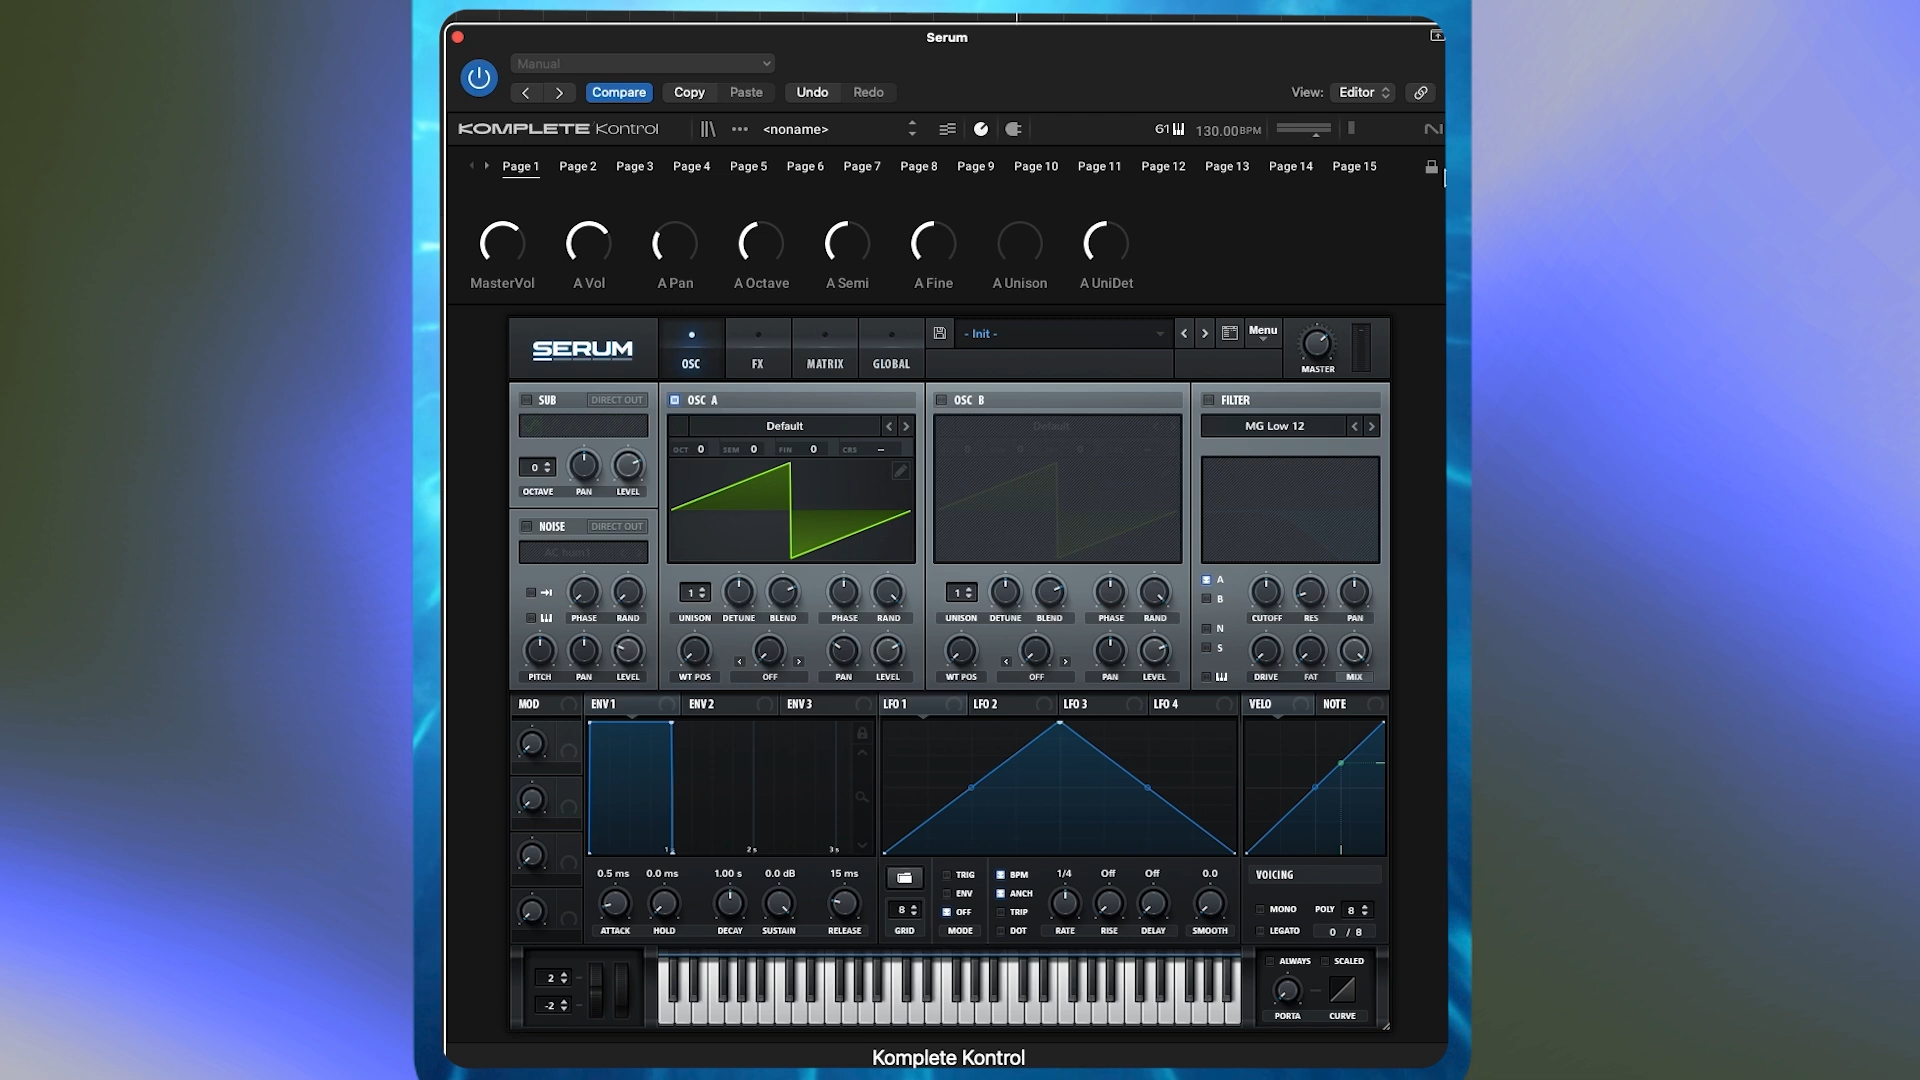 Serum
Manual
Compare Copy Paste Undo Redo View: Editor
KOMPLETE Kontrol <noname> 61 130.00BPM
Page 1 Page 2 Page 3 Page 4 Page 5 Page 6 Page 7 Page 8 Page 9 Page 10 Page 11 Page 12 Page 13 Page 14 Page 15
MasterVol A Vol A Pan A Octave A Semi A Fine A Unison A UniDet
SERUM OSC FX MATRIX GLOBAL - Init - Menu MASTER
SUB DIRECT OUT OSC A OSC B FILTER
Default Default MG Low 12
OCT 0 SEM 0 FIN 0 CRS --
0
OCTAVE PAN LEVEL
NOISE DIRECT OUT
AC hum1
A
B
1 1
PHASE RAND UNISON DETUNE BLEND PHASE RAND UNISON DETUNE BLEND PHASE RAND CUTOFF RES PAN
N
S
PITCH PAN LEVEL WT POS OFF PAN LEVEL WT POS OFF PAN LEVEL DRIVE FAT MIX
MOD ENV 1 ENV 2 ENV 3 LFO 1 LFO 2 LFO 3 LFO 4 VELO NOTE
1s 2s 3s
0.5 ms 0.0 ms 1.00 s 0.0 dB 15 ms TRIG BPM 1/4 Off Off 0.0 VOICING
ENV ANCH
8 OFF TRIP MONO POLY 8
ATTACK HOLD DECAY SUSTAIN RELEASE GRID MODE DOT RATE RISE DELAY SMOOTH LEGATO 0 / 8
ALWAYS SCALED
2
-2
PORTA CURVE
Komplete Kontrol